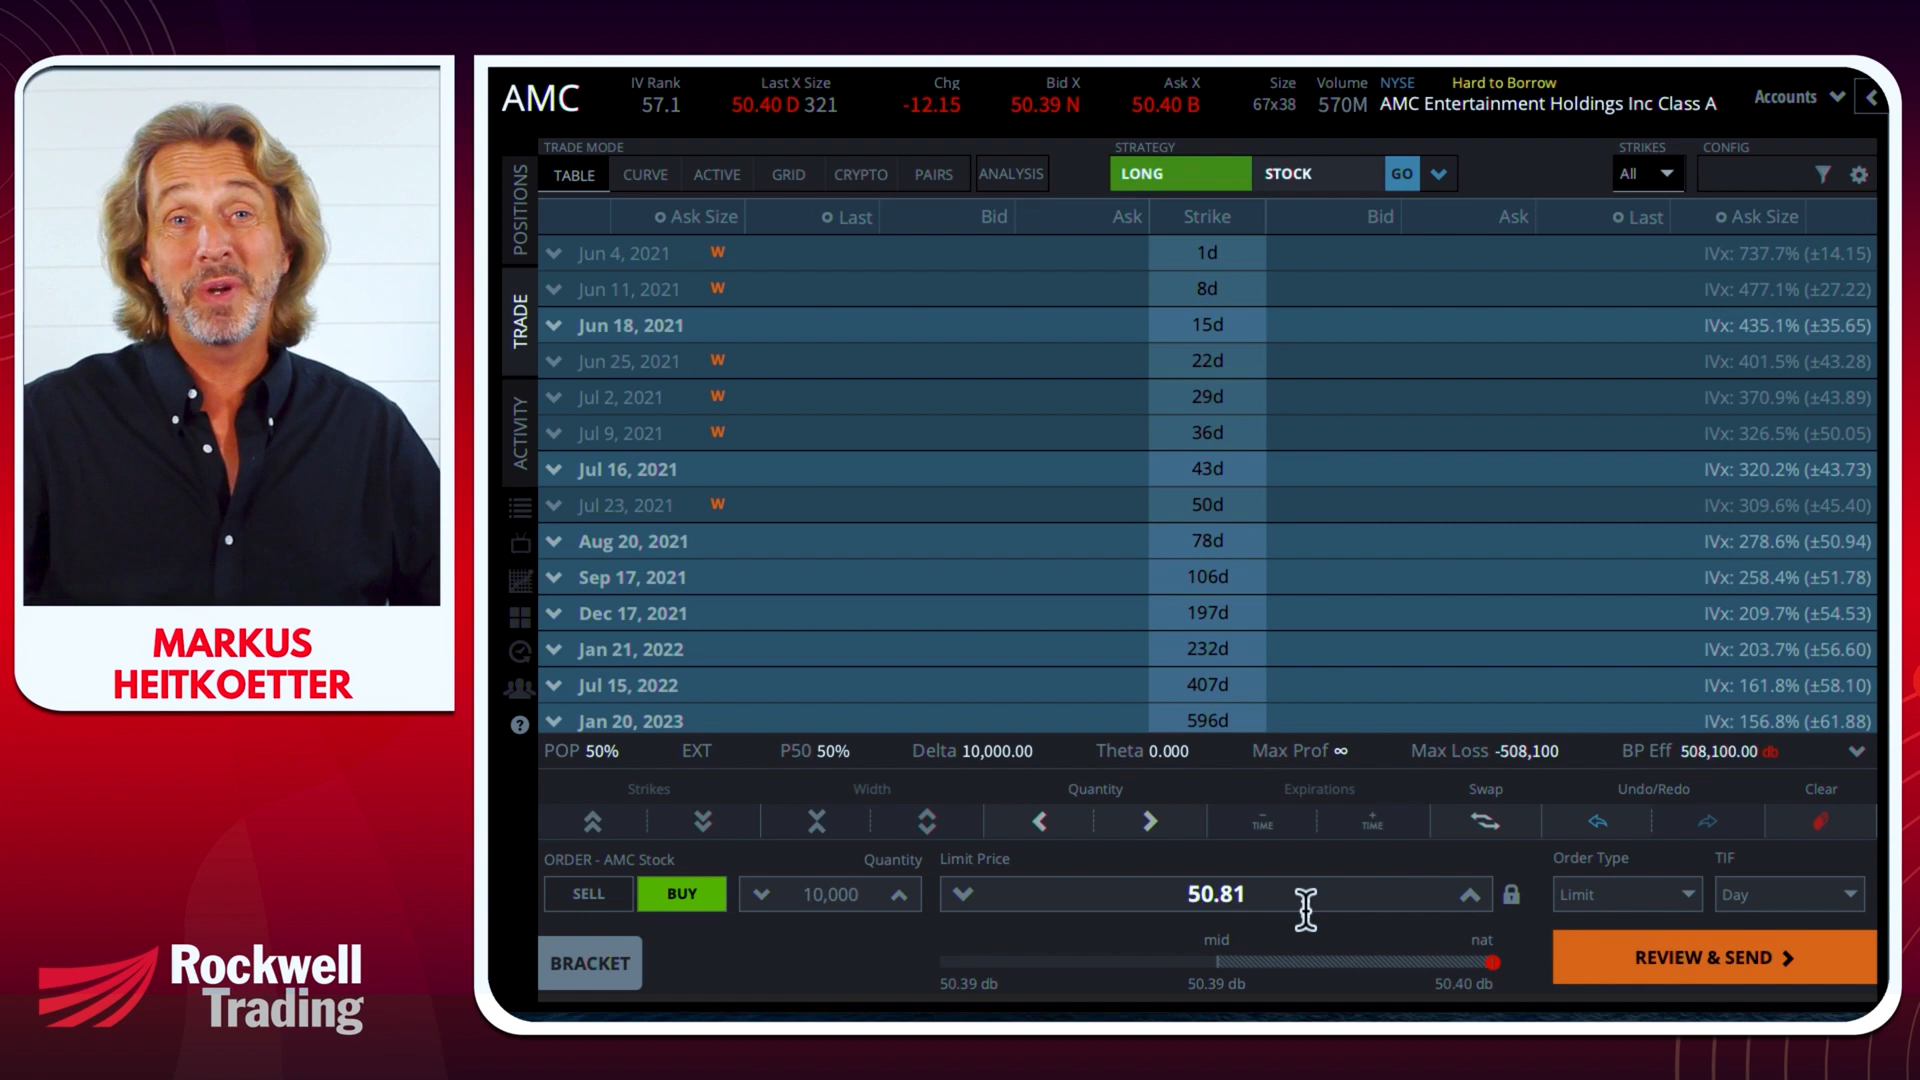 MARKUS
HEITKOETTER
Rockwell
Trading
AMC
IV Rank
57.1
Last X Size
50.40 D 321
Chg
-12.15
Bid X
50.39 N
Ask X
50.40 B
Size
67x38
Volume
570M
NYSE
Hard to Borrow
AMC Entertainment Holdings Inc Class A
Accounts
POSITIONS
TRADE
ACTIVITY
TRADE MODE
STRATEGY
STRIKES
CONFIG
TABLE CURVE ACTIVE GRID CRYPTO PAIRS ANALYSIS LONG STOCK GO All
Ask Size Last Bid Ask Strike Bid Ask Last Ask Size
Jun 4, 2021 W 1d IVx: 737.7% (±14.15)
Jun 11, 2021 W 8d IVx: 477.1% (±27.22)
Jun 18, 2021 15d IVx: 435.1% (±35.65)
Jun 25, 2021 W 22d IVx: 401.5% (±43.28)
Jul 2, 2021 W 29d IVx: 370.9% (±43.89)
Jul 9, 2021 W 36d IVx: 326.5% (±50.05)
Jul 16, 2021 43d IVx: 320.2% (±43.73)
Jul 23, 2021 W 50d IVx: 309.6% (±45.40)
Aug 20, 2021 78d IVx: 278.6% (±50.94)
Sep 17, 2021 106d IVx: 258.4% (±51.78)
Dec 17, 2021 197d IVx: 209.7% (±54.53)
Jan 21, 2022 232d IVx: 203.7% (±56.60)
Jul 15, 2022 407d IVx: 161.8% (±58.10)
Jan 20, 2023 596d IVx: 156.8% (±61.88)
POP 50% EXT P50 50% Delta 10,000.00 Theta 0.000 Max Prof ∞ Max Loss -508,100 BP Eff 508,100.00 db
Strikes Width Quantity Expirations Swap Undo/Redo Clear
- TIME + TIME
ORDER - AMC Stock Quantity Limit Price Order Type TIF
SELL BUY 10,000 50.81 Limit Day
mid nat
BRACKET REVIEW & SEND
50.39 db 50.39 db 50.40 db